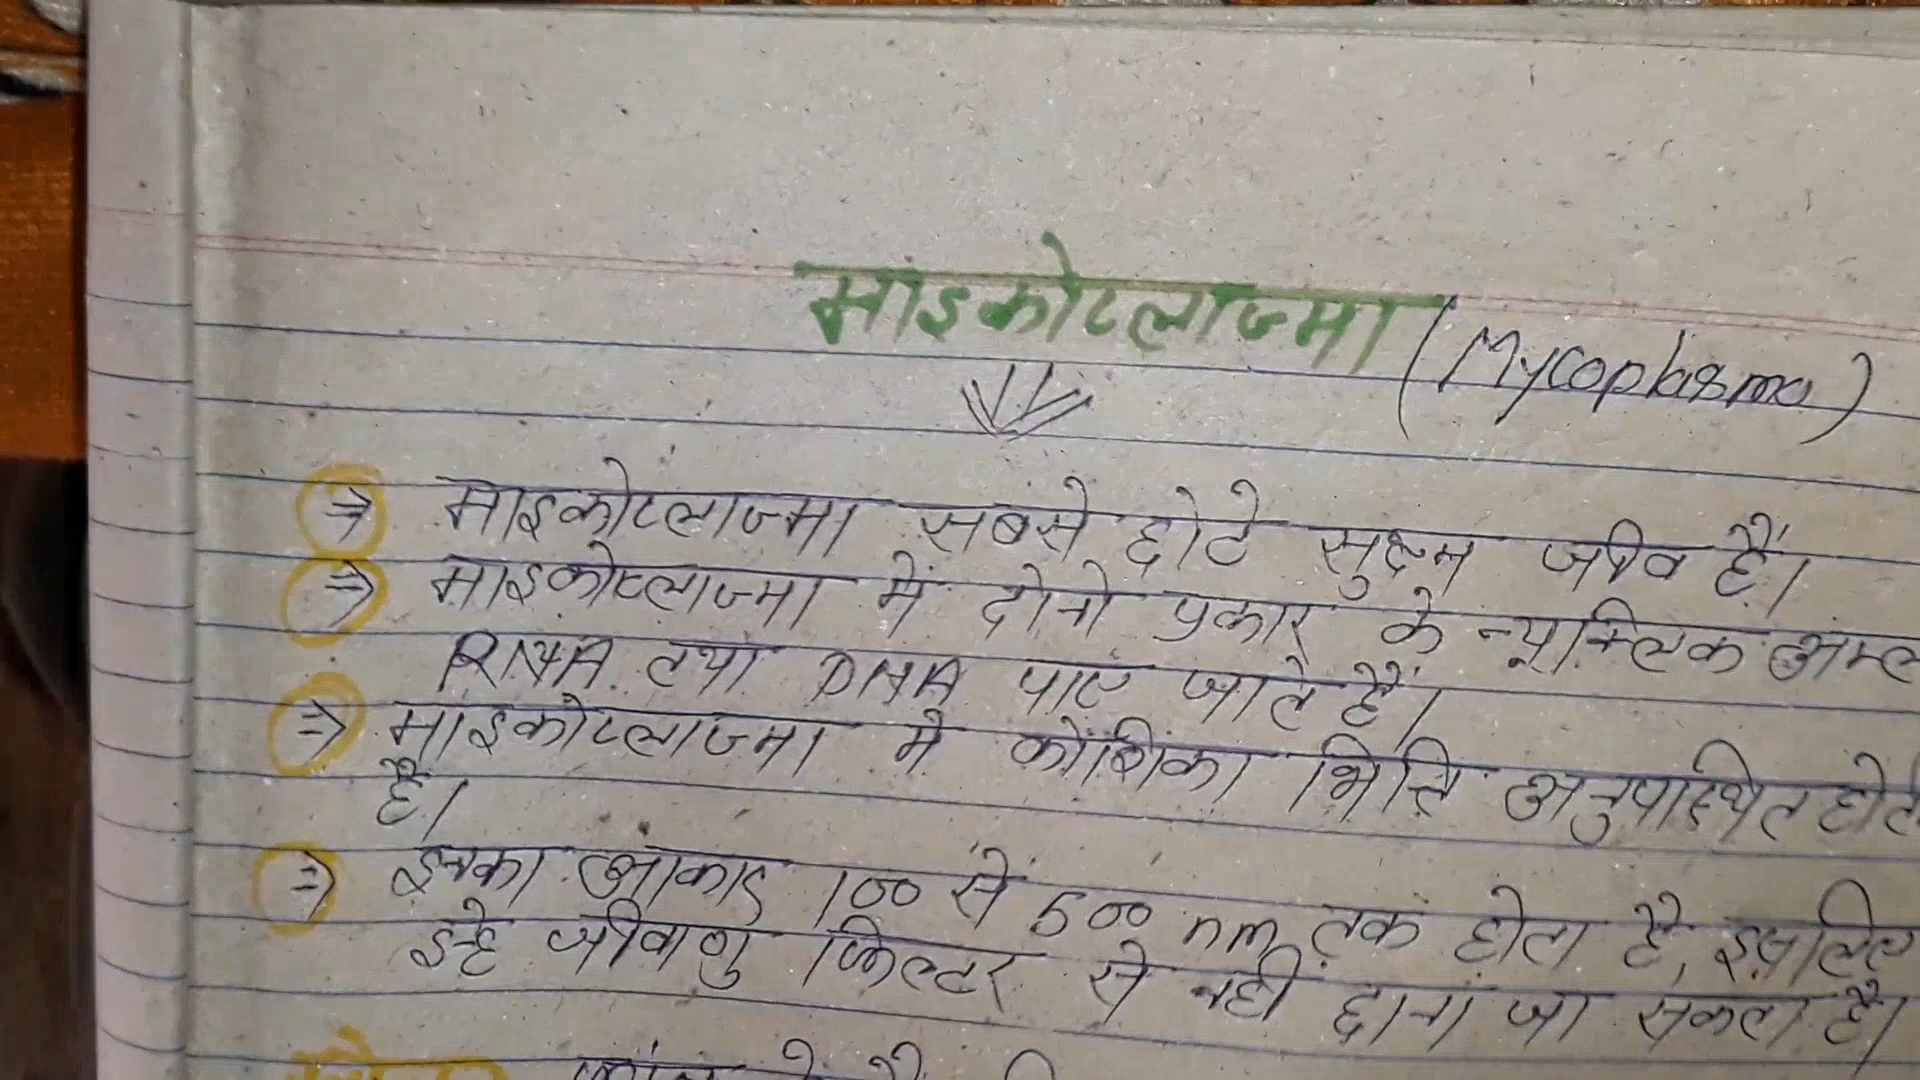 माइकोप्लाज्मा (Mycoplasma)
⇒ माइकोप्लाज्मा सबसे छोटे सुक्ष्म जीव हैं।
⇒ माइकोप्लाज्मा में दोनो प्रकार के न्यूक्लिक अम्ल
RNA तथा DNA पाए जाते हैं।
⇒ माइकोप्लाज्मा में कोशिका भित्ति अनुपस्थित होती
है।
⇒ इनका आकार 100 से 500 nm तक होता है, इसलिए
इन्हे जीवाणु फिल्टर से नही छाना जा सकता है।